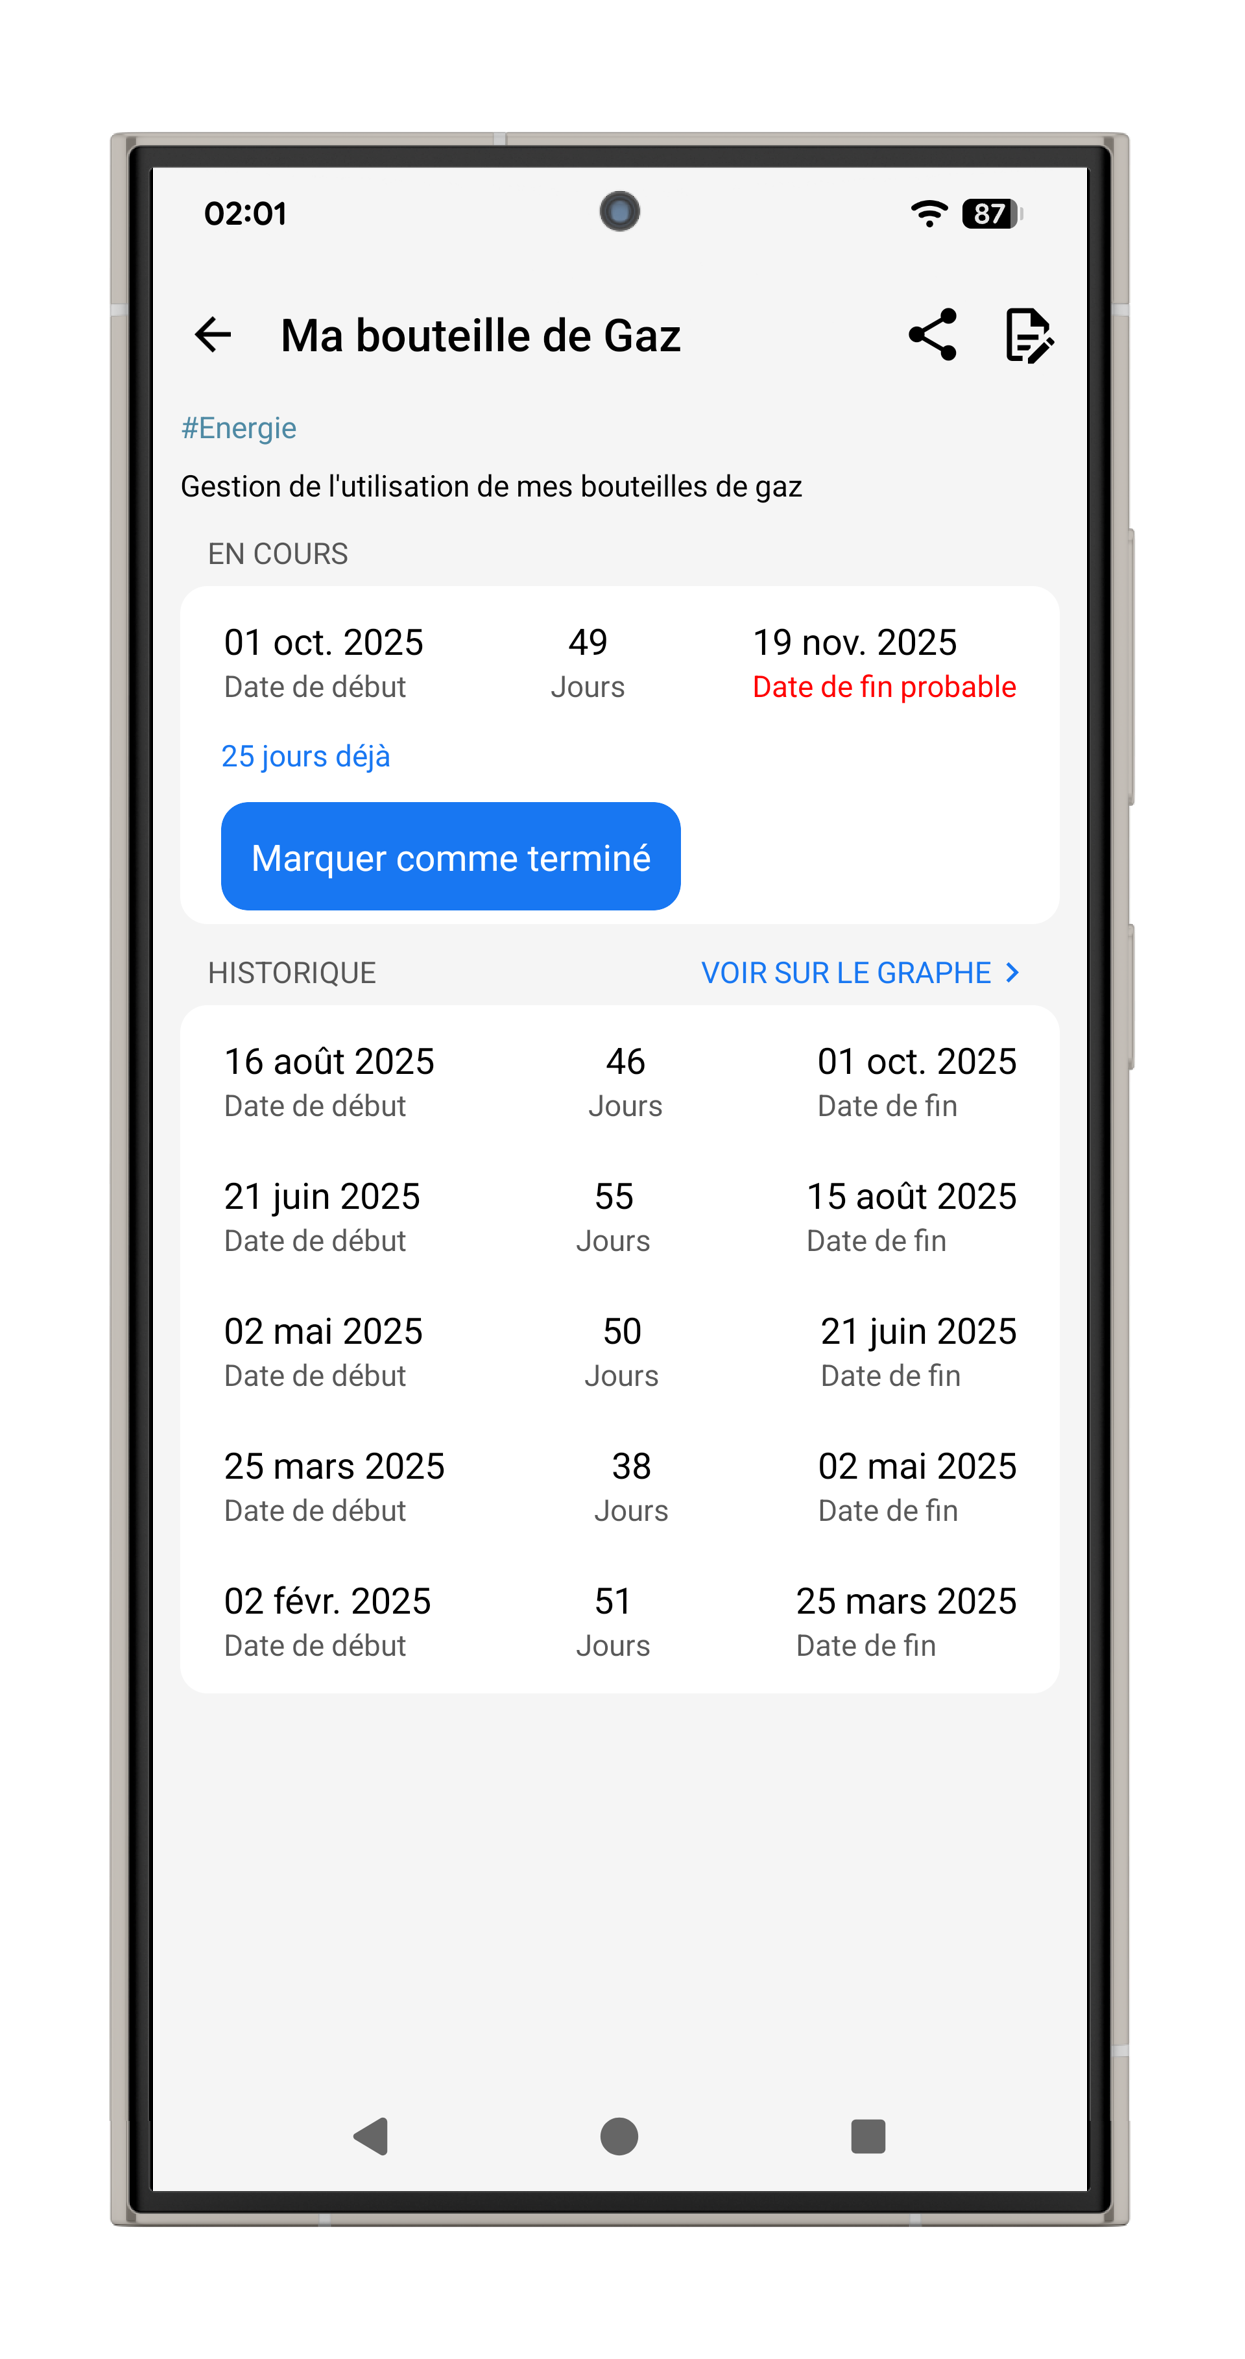 02:01
87
Ma bouteille de Gaz
#Energie
Gestion de l'utilisation de mes bouteilles de gaz
EN COURS
01 oct. 2025 49 19 nov. 2025
Date de début Jours Date de fin probable
25 jours déjà
Marquer comme terminé
HISTORIQUE VOIR SUR LE GRAPHE
16 août 2025 46 01 oct. 2025
Date de début Jours Date de fin
21 juin 2025 55 15 août 2025
Date de début Jours Date de fin
02 mai 2025 50 21 juin 2025
Date de début Jours Date de fin
25 mars 2025 38 02 mai 2025
Date de début Jours Date de fin
02 févr. 2025 51 25 mars 2025
Date de début Jours Date de fin